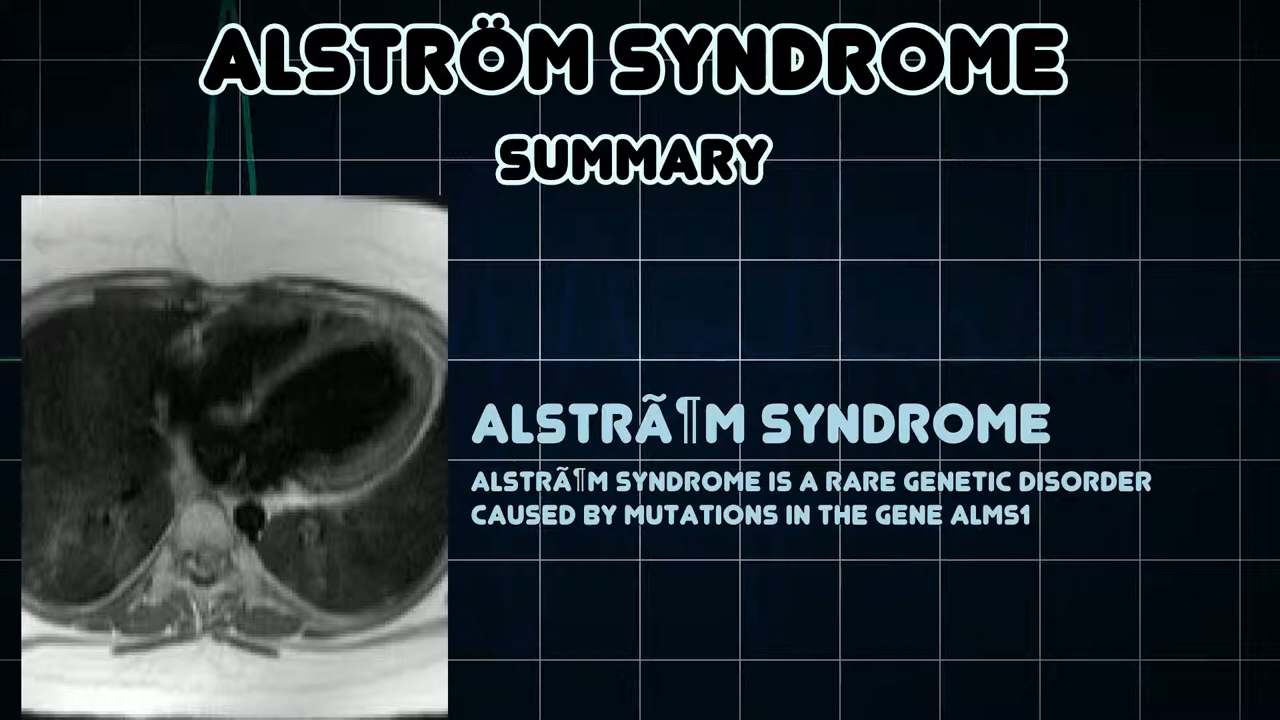 ALSTRÖM SYNDROME
SUMMARY
ALSTRÃ¶M SYNDROME
ALSTRÃ¶M SYNDROME IS A RARE GENETIC DISORDER
CAUSED BY MUTATIONS IN THE GENE ALMS1